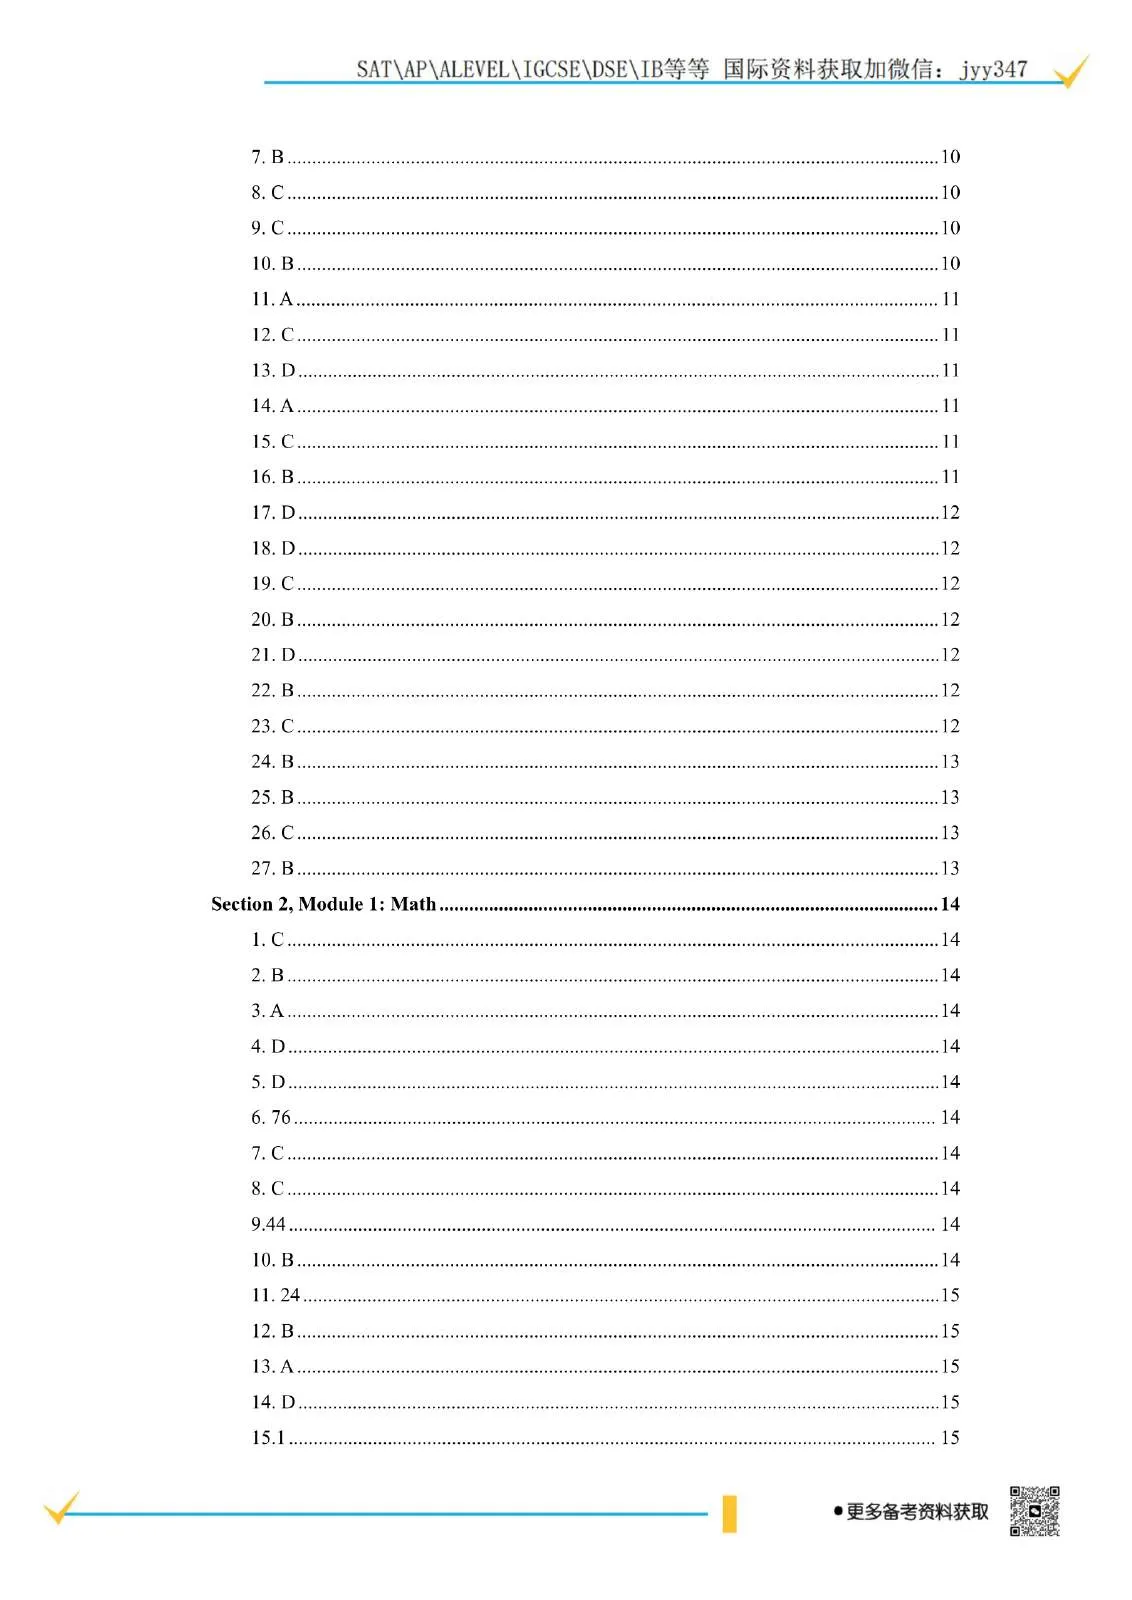 SAT\AP\ALEVEL\IGCSE\DSE\IB等等 国际资料获取加微信：jyy347
7. B........................10
8. C........................10
9. C........................10
10. B........................10
11. A........................11
12. C........................11
13. D........................11
14. A........................11
15. C........................11
16. B........................11
17. D........................12
18. D........................12
19. C........................12
20. B........................12
21. D........................12
22. B........................12
23. C........................12
24. B........................13
25. B........................13
26. C........................13
27. B........................13
Section 2, Module 1: Math........................14
1. C........................14
2. B........................14
3. A........................14
4. D........................14
5. D........................14
6. 76........................14
7. C........................14
8. C........................14
9.44........................14
10. B........................14
11. 24........................15
12. B........................15
13. A........................15
14. D........................15
15.1........................15
●更多备考资料获取